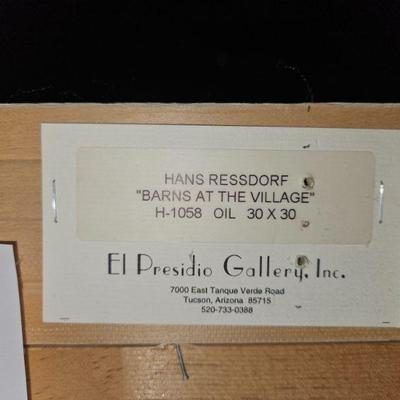 HANS RESSDORF
"BARNS AT THE VILLAGE"
H-1058 OIL 30 X 30
El Presidio Gallery, Inc.
7000 East Tanque Verde Road
Tucson, Arizona 85715
520-733-0388